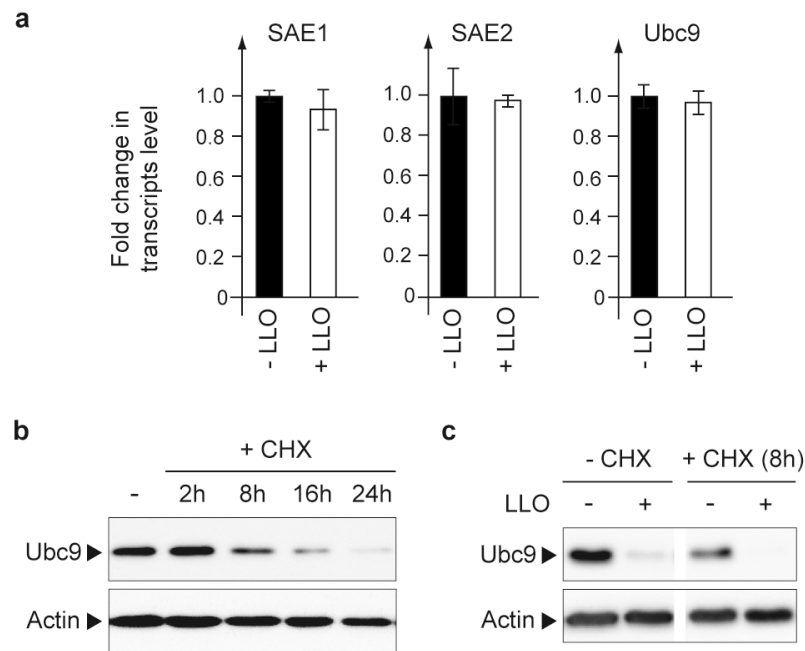 a
SAE1
SAE2
Ubc9
Fold change in
transcripts level
1.0
0.8
0.6
0.4
0.2
0
- LLO
+ LLO
1.0
0.8
0.6
0.4
0.2
0
- LLO
+ LLO
1.0
0.8
0.6
0.4
0.2
0
- LLO
+ LLO
b
+ CHX
- 2h 8h 16h 24h
Ubc9
Actin
c
- CHX + CHX (8h)
LLO - + - +
Ubc9
Actin